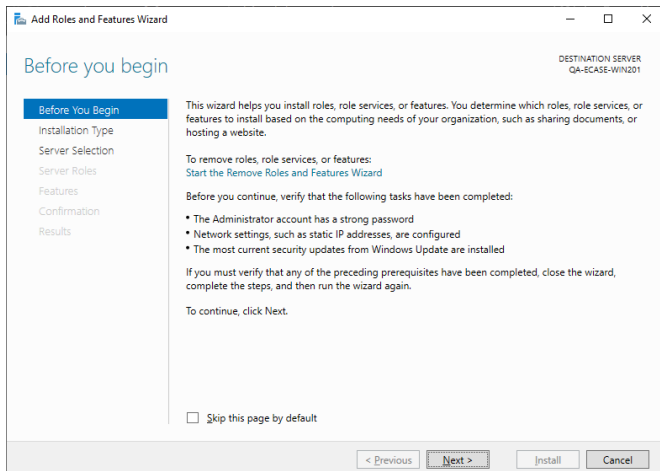 Add Roles and Features Wizard
Before you begin
DESTINATION SERVER
QA-ECASE-WIN201
Before You Begin
Installation Type
Server Selection
Server Roles
Features
Confirmation
Results
This wizard helps you install roles, role services, or features. You determine which roles, role services, or
features to install based on the computing needs of your organization, such as sharing documents, or
hosting a website.
To remove roles, role services, or features:
Start the Remove Roles and Features Wizard
Before you continue, verify that the following tasks have been completed:
• The Administrator account has a strong password
• Network settings, such as static IP addresses, are configured
• The most current security updates from Windows Update are installed
If you must verify that any of the preceding prerequisites have been completed, close the wizard,
complete the steps, and then run the wizard again.
To continue, click Next.
Skip this page by default
< Previous
Next >
Install
Cancel